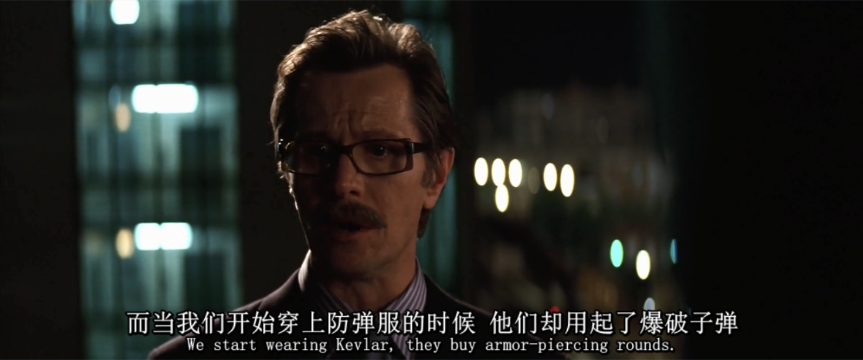 而当我们开始穿上防弹服的时候 他们却用起了爆破子弹
We start wearing Kevlar, they buy armor-piercing rounds.